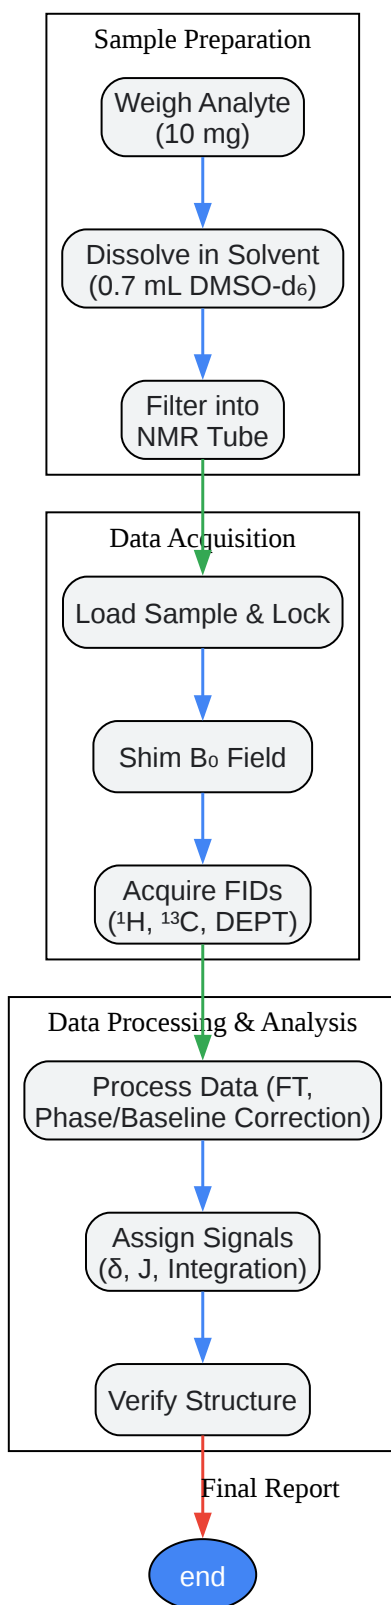 Sample Preparation
Weigh Analyte
(10 mg)
Dissolve in Solvent
(0.7 mL DMSO-d₆)
Filter into
NMR Tube
Data Acquisition
Load Sample & Lock
Shim B₀ Field
Acquire FIDs
(¹H, ¹³C, DEPT)
Data Processing & Analysis
Process Data (FT,
Phase/Baseline Correction)
Assign Signals
(δ, J, Integration)
Verify Structure
Final Report
end